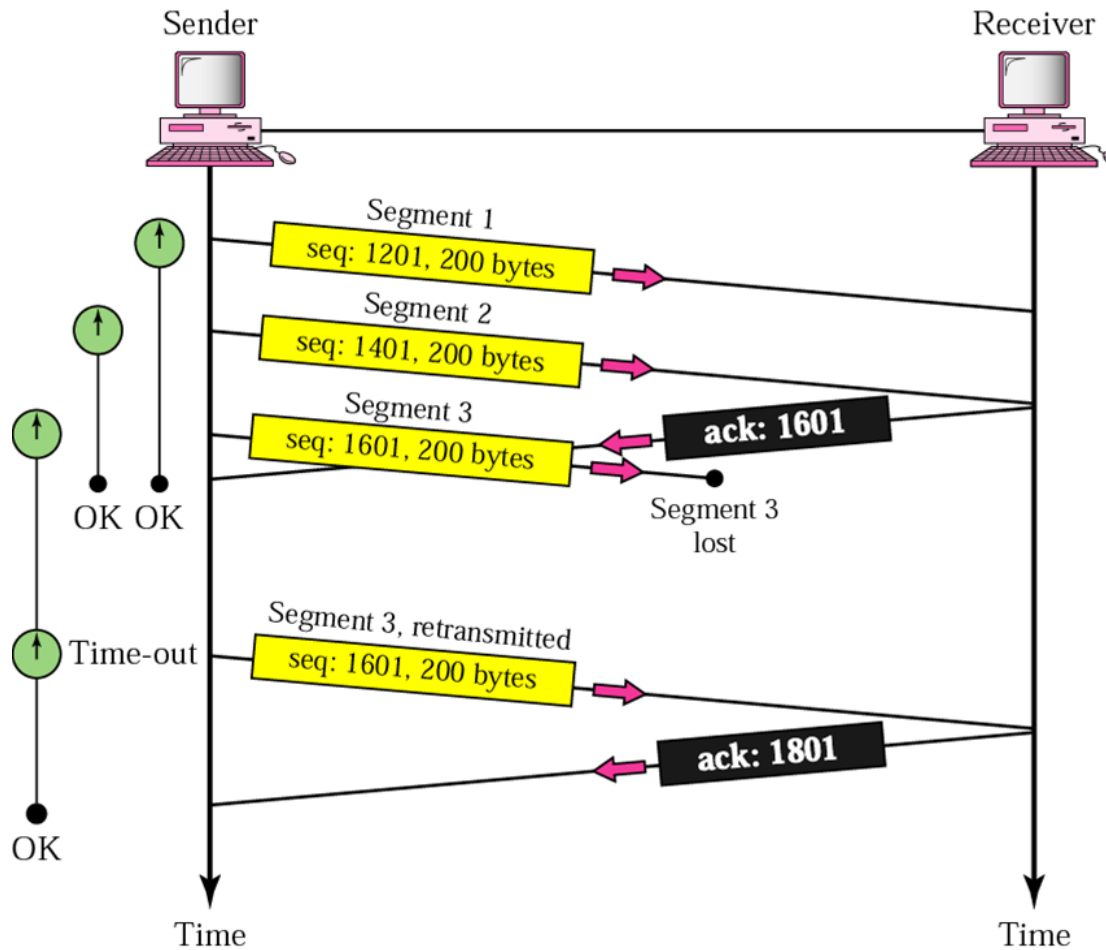 Sender
Receiver
Segment 1
seq: 1201, 200 bytes
Segment 2
seq: 1401, 200 bytes
Segment 3
ack: 1601
seq: 1601, 200 bytes
OK OK
Segment 3
lost
Segment 3, retransmitted
Time-out
seq: 1601, 200 bytes
ack: 1801
OK
Time
Time